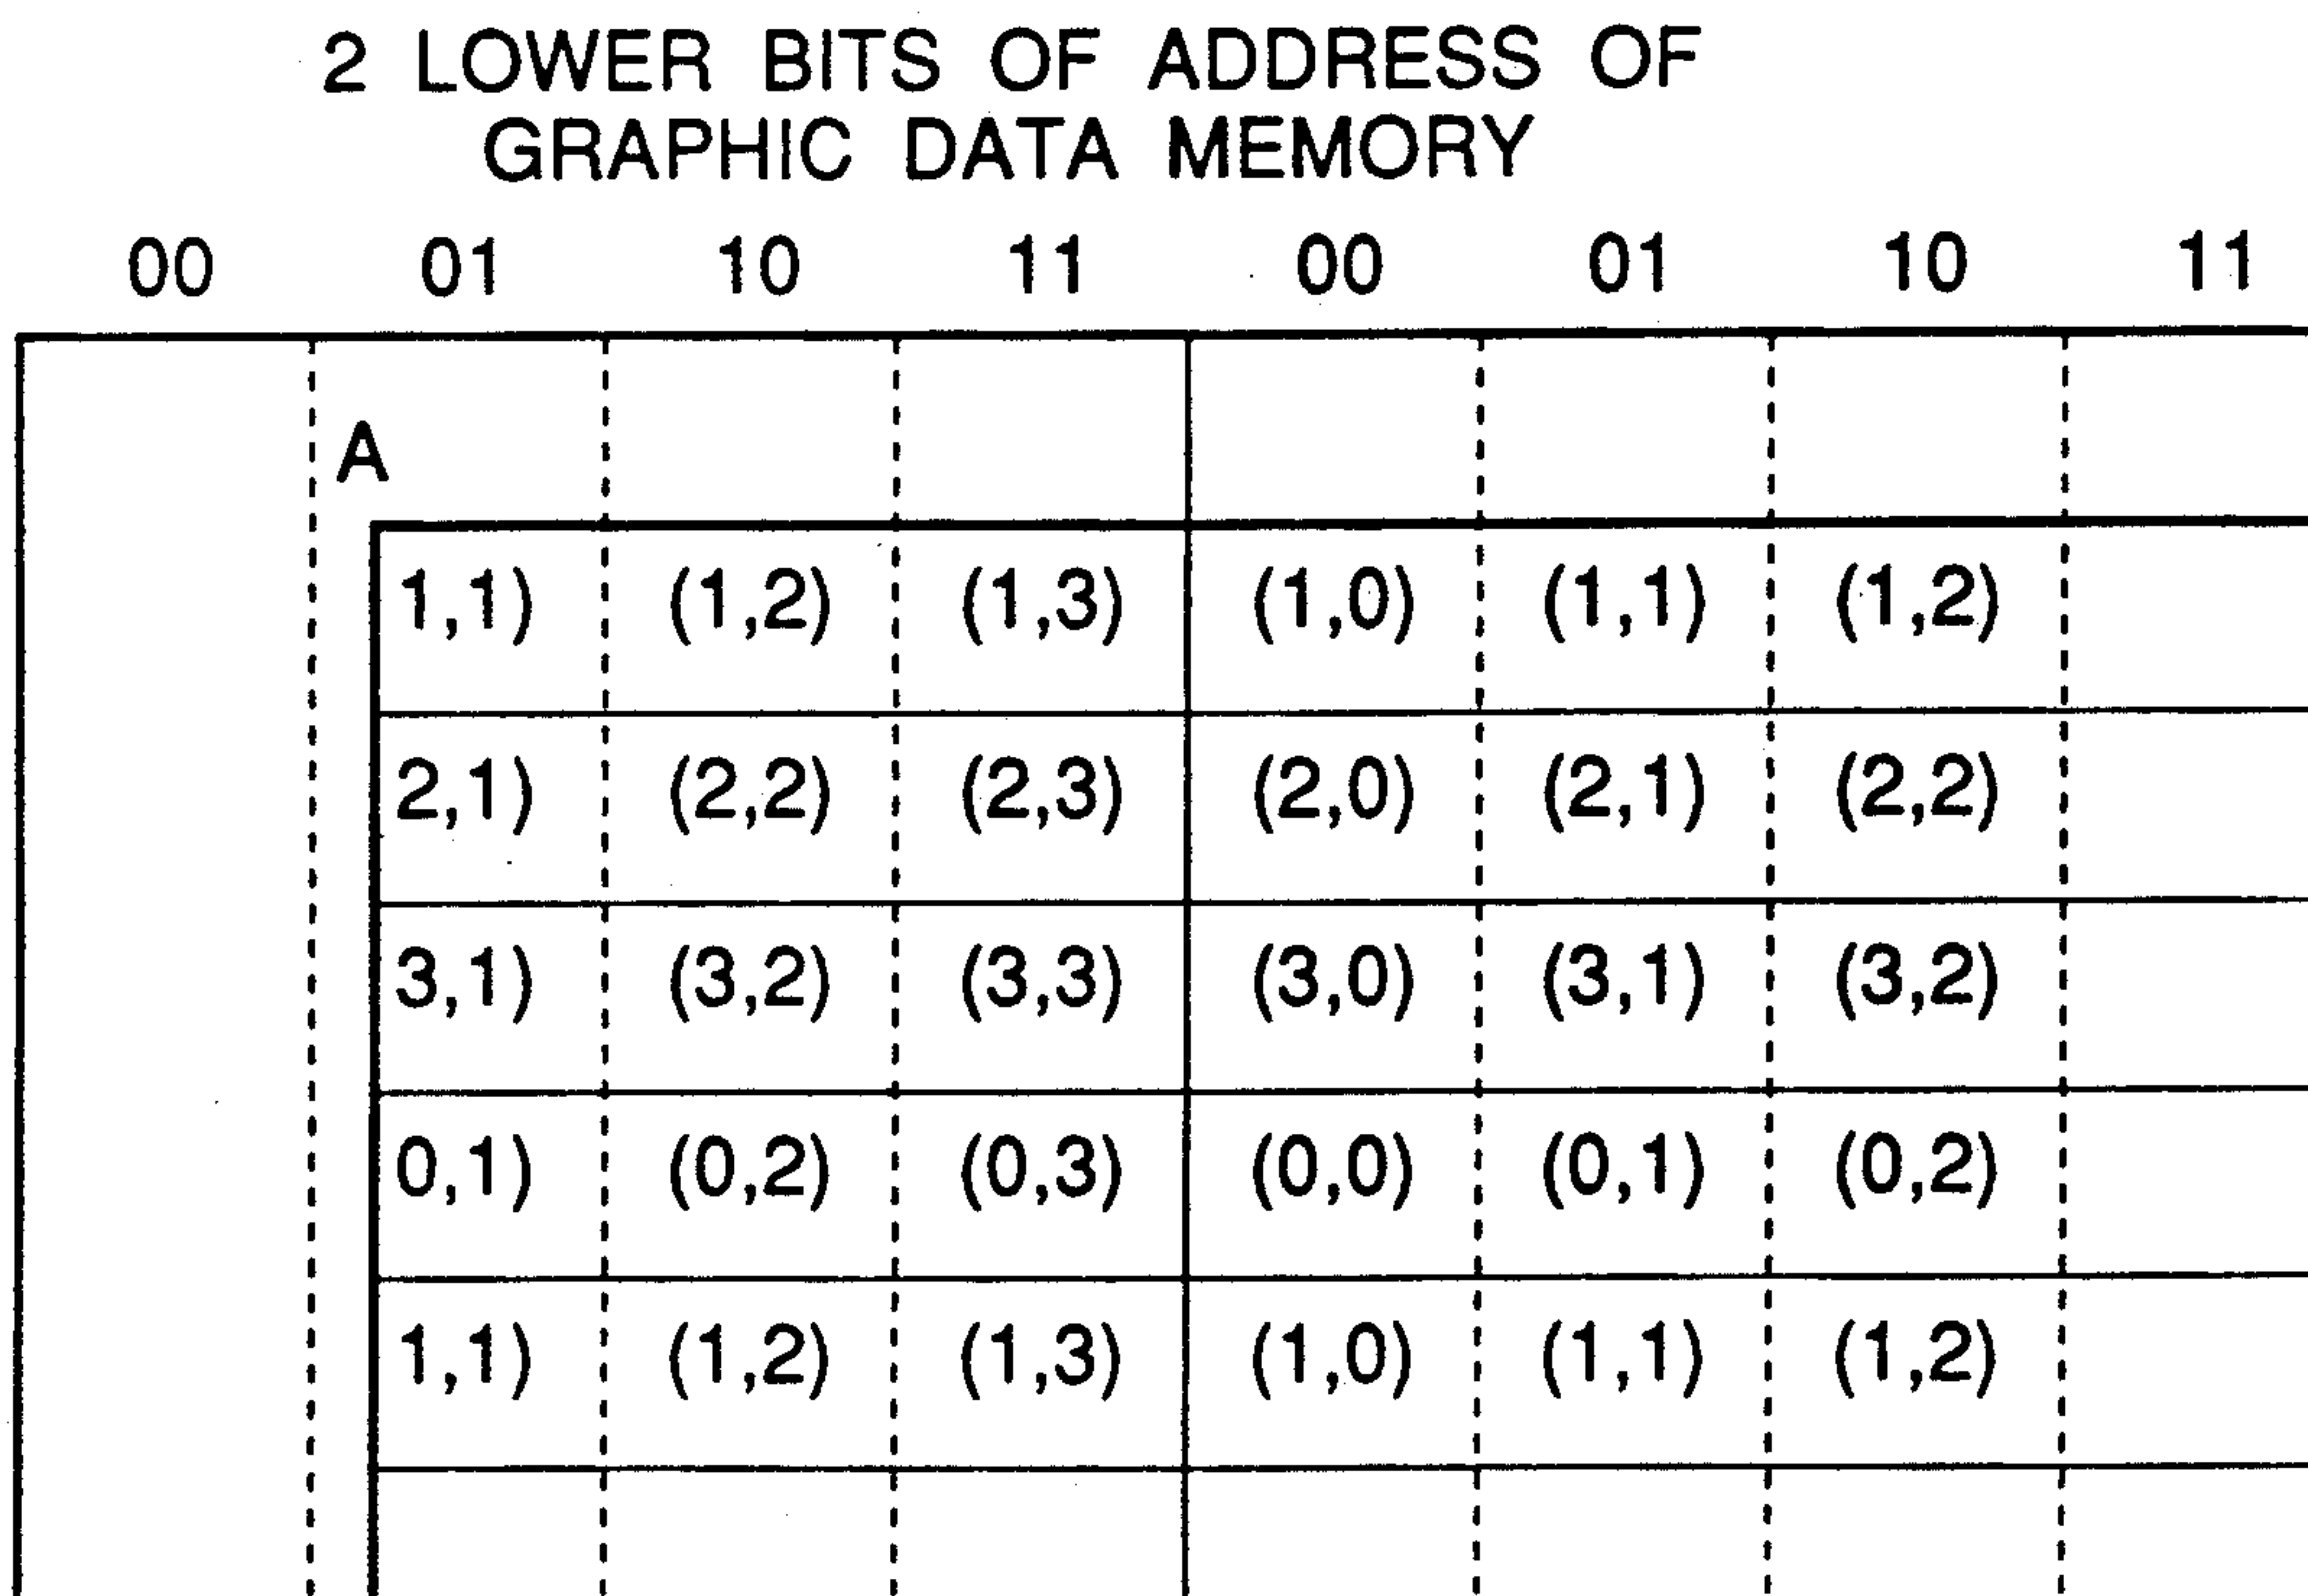 2 LOWER BITS OF ADDRESS OF
GRAPHIC DATA MEMORY
00 01 10 11 00 01 10 11
A
1,1) (1,2) (1,3) (1,0) (1,1) (1,2)
2,1) (2,2) (2,3) (2,0) (2,1) (2,2)
3,1) (3,2) (3,3) (3,0) (3,1) (3,2)
0,1) (0,2) (0,3) (0,0) (0,1) (0,2)
1,1) (1,2) (1,3) (1,0) (1,1) (1,2)